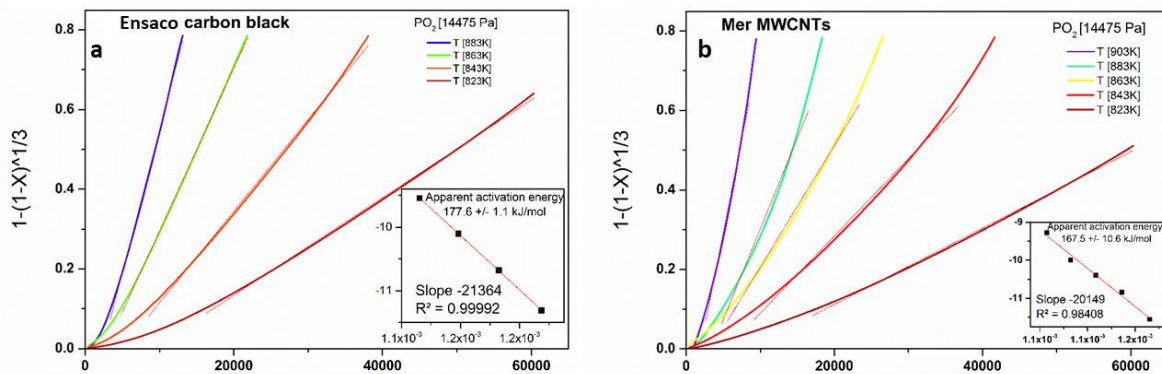 Ensaco carbon black
a
PO2 [14475 Pa]
T [883K]
T [863K]
T [843K]
T [823K]
1-(1-X)^1/3
0.8
0.6
0.4
0.2
0.0
0
20000
40000
60000
Apparent activation energy
177.6 +/- 1.1 kJ/mol
-10
-11
Slope -21364
R² = 0.99992
1.1x10⁻³
1.2x10⁻³
1.2x10⁻³
Mer MWCNTs
b
PO2 [14475 Pa]
T [903K]
T [883K]
T [863K]
T [843K]
T [823K]
1-(1-X)^1/3
0.8
0.6
0.4
0.2
0.0
0
20000
40000
60000
Apparent activation energy
167.5 +/- 10.6 kJ/mol
-9
-10
-11
Slope -20149
R² = 0.98408
1.1x10⁻³
1.1x10⁻³
1.2x10⁻³